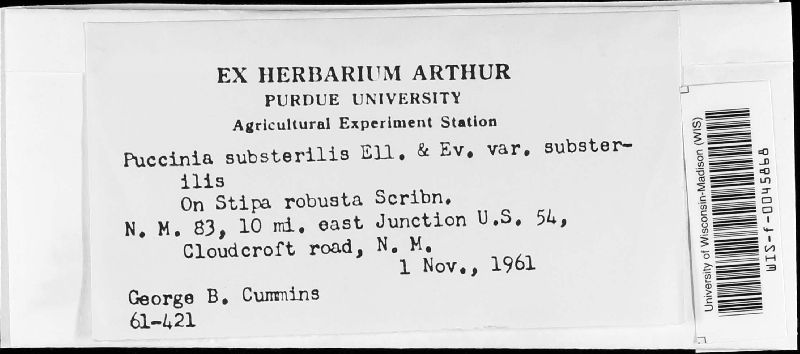 EX HERBARIUM ARTHUR
PURDUE UNIVERSITY
Agricultural Experiment Station
Puccinia substerilis Ell. & Ev. var. subster-
ilis
On Stipa robusta Scribn.
N. M. 83, 10 mi. east Junction U.S. 54,
Cloudcroft road, N. M.
1 Nov., 1961
George B. Cummins
61-421
University of Wisconsin-Madison (WIS)
WIS-f-0045868